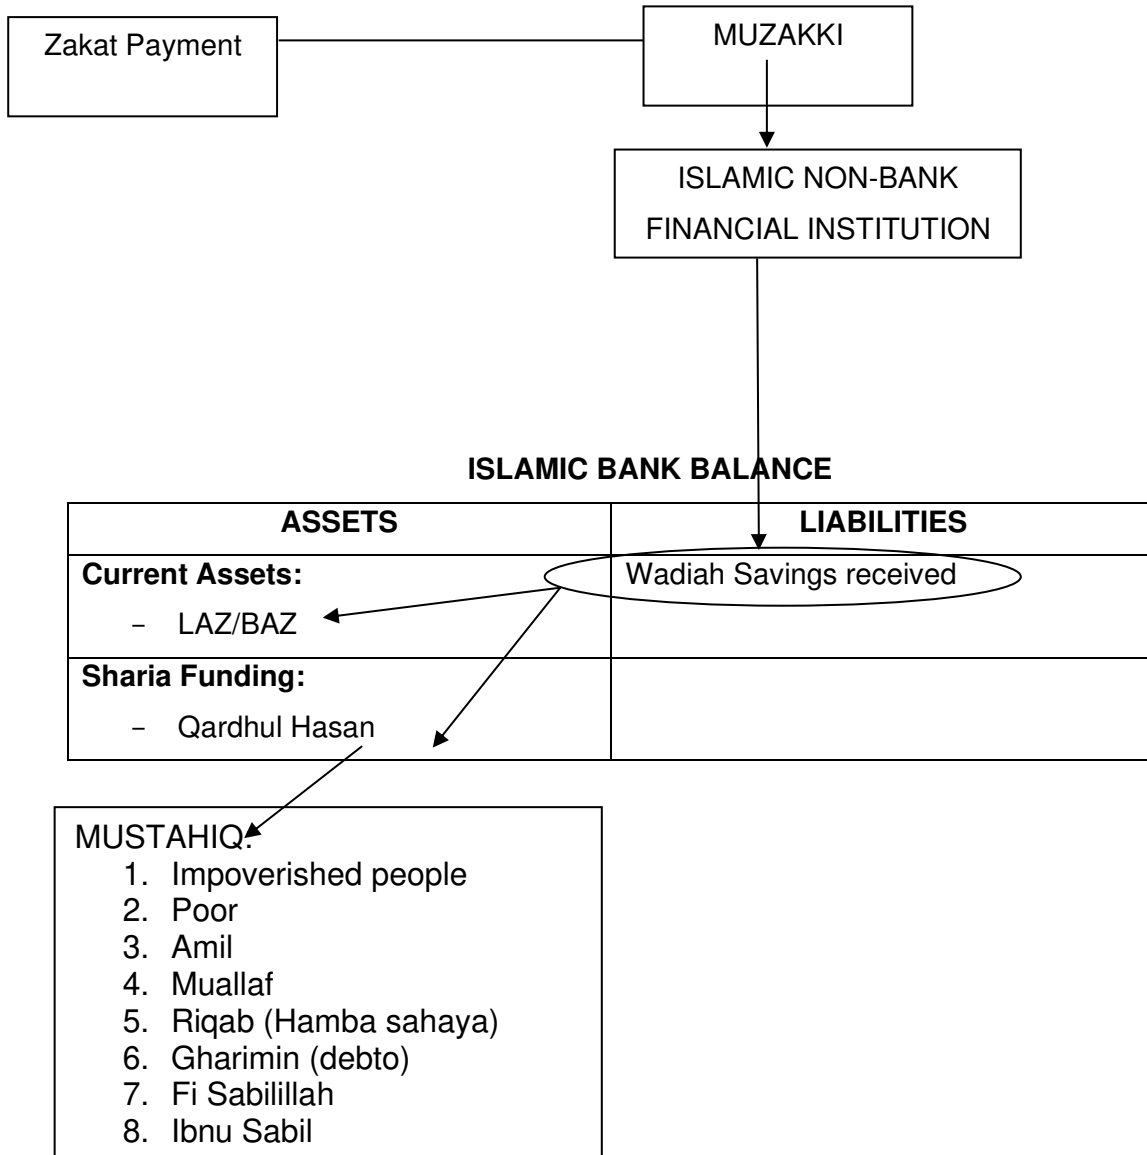 Zakat Payment
MUZAKKI
ISLAMIC NON-BANK
FINANCIAL INSTITUTION
ISLAMIC BANK BALANCE
ASSETS
LIABILITIES
Current Assets:
Wadiah Savings received
- LAZ/BAZ
Sharia Funding:
- Qardhul Hasan
MUSTAHIQ:
1. Impoverished people
2. Poor
3. Amil
4. Muallaf
5. Riqab (Hamba sahaya)
6. Gharimin (debto)
7. Fi Sabilillah
8. Ibnu Sabil